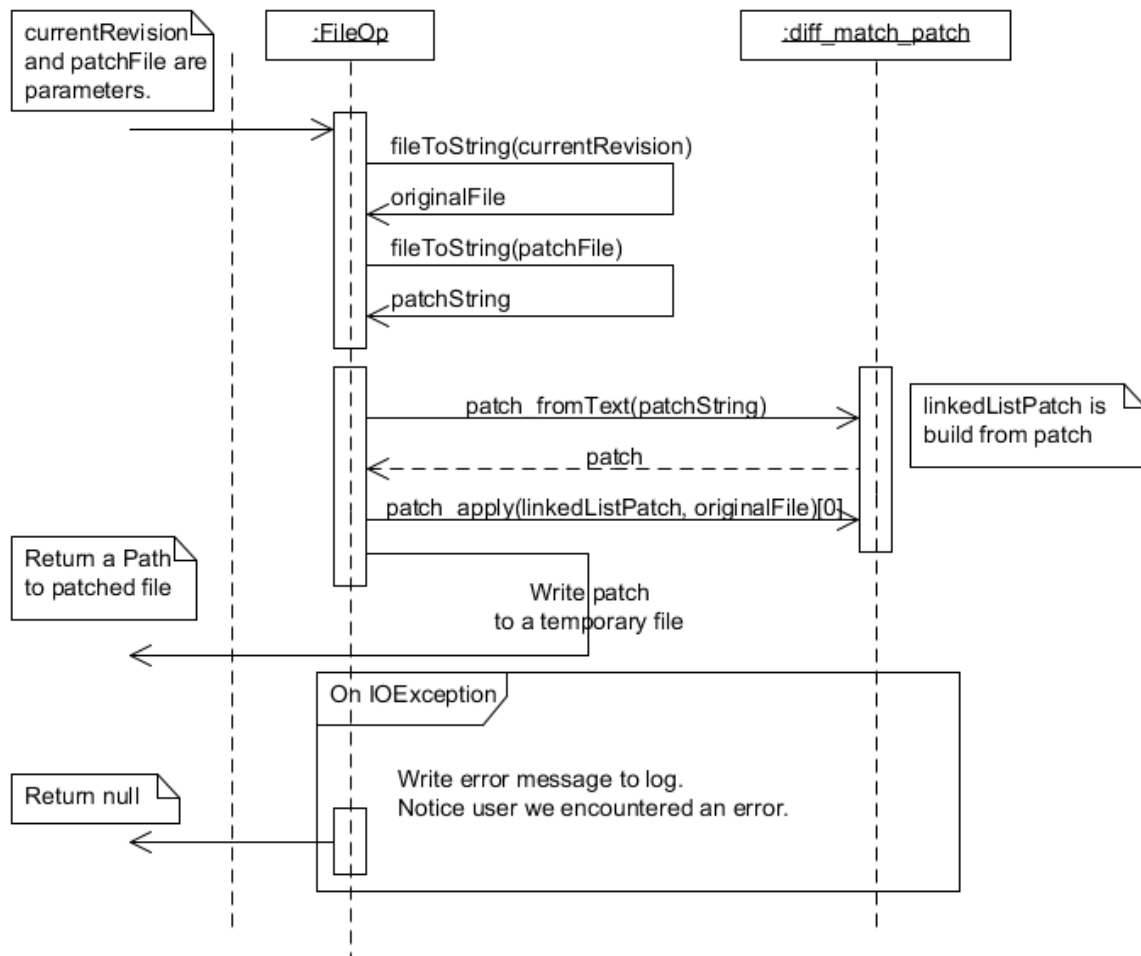 currentRevision
and patchFile are
parameters.
:FileOp
:diff_match_patch
fileToString(currentRevision)
originalFile
fileToString(patchFile)
patchString
patch_fromText(patchString)
linkedListPatch is
build from patch
patch
patch_apply(linkedListPatch, originalFile)[0]
Return a Path
to patched file
Write patch
to a temporary file
On IOException
Write error message to log.
Notice user we encountered an error.
Return null